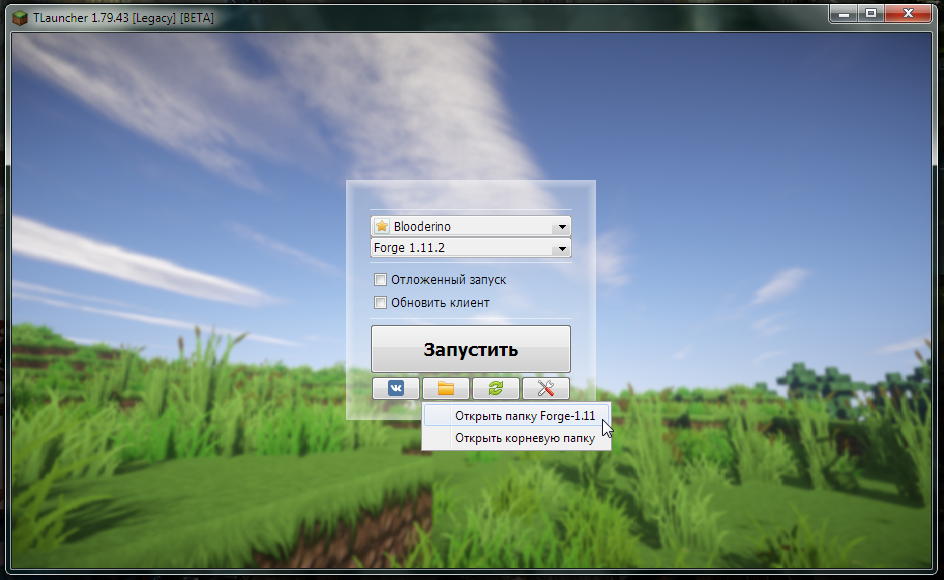 TLauncher 1.79.43 [Legacy] [BETA]
Blooderino
Forge 1.11.2
Отложенный запуск
Обновить клиент
Запустить
Открыть папку Forge-1.11
Открыть корневую папку